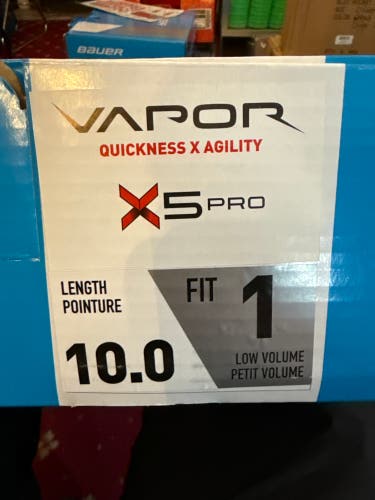 BAUER
VAPOR
QUICKNESS X AGILITY
X5 PRO
LENGTH
POINTURE
10.0
FIT 1
LOW VOLUME
PETIT VOLUME